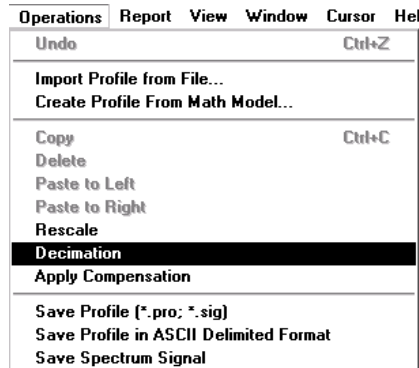 Operations Report View Window Cursor
Undo Ctrl+Z
Import Profile from File...
Create Profile From Math Model...
Copy Ctrl+C
Delete
Paste to Left
Paste to Right
Rescale
Decimation
Apply Compensation
Save Profile (*.pro; *.sig)
Save Profile in ASCII Delimited Format
Save Spectrum Signal